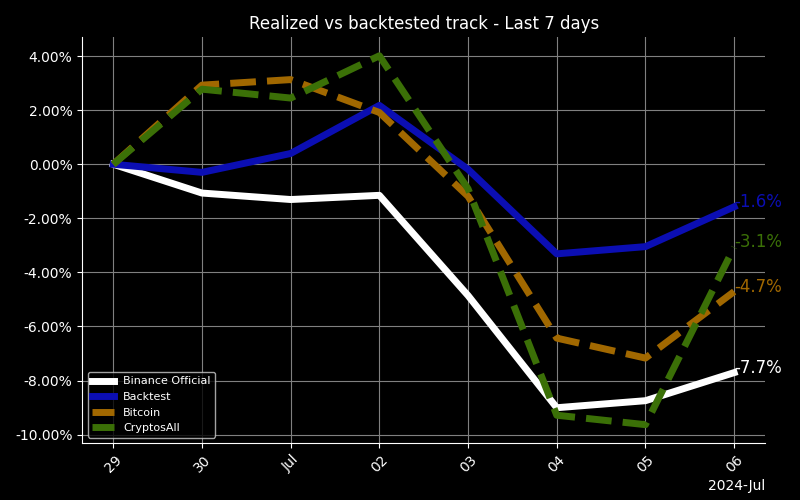 Realized vs backtested track - Last 7 days
4.00%
2.00%
0.00%
-2.00%
-4.00%
-6.00%
-8.00%
-10.00%
-1.6%
-3.1%
-4.7%
-7.7%
Binance Official
Backtest
Bitcoin
CryptosAll
29
30
Jul
02
03
04
05
06
2024-Jul